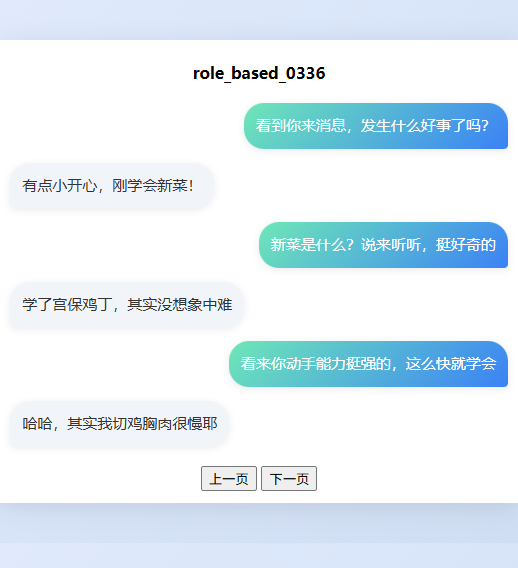 role_based_0336
看到你来消息，发生什么好事了吗？
有点小开心，刚学会新菜！
新菜是什么？说来听听，挺好奇的
学了宫保鸡丁，其实没想象中难
看来你动手能力挺强的，这么快就学会
哈哈，其实我切鸡胸肉很慢耶
上一页 下一页